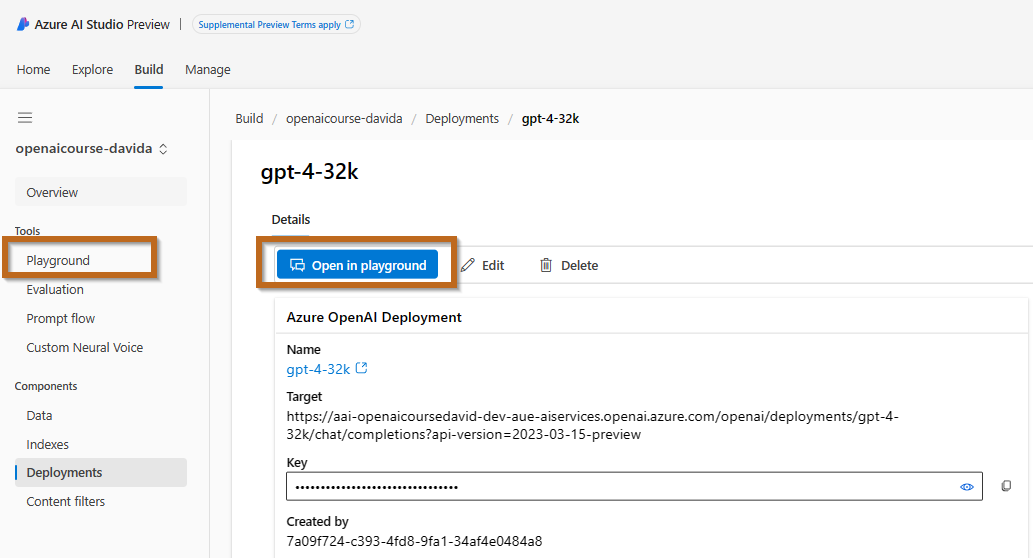 Azure AI Studio Preview | Supplemental Preview Terms apply
Home Explore Build Manage
Build / openaicourse-davida / Deployments / gpt-4-32k
openaicourse-davida
Overview
Tools
Playground
Evaluation
Prompt flow
Custom Neural Voice
Components
Data
Indexes
Deployments
Content filters
gpt-4-32k
Details
Open in playground Edit Delete
Azure OpenAI Deployment
Name
gpt-4-32k
Target
https://aai-openaicoursedavid-dev-aue-aiservices.openai.azure.com/openai/deployments/gpt-4-
32k/chat/completions?api-version=2023-03-15-preview
Key
••••••••••••••••••••••••••••••••
Created by
7a09f724-c393-4fd8-9fa1-34af4e0484a8